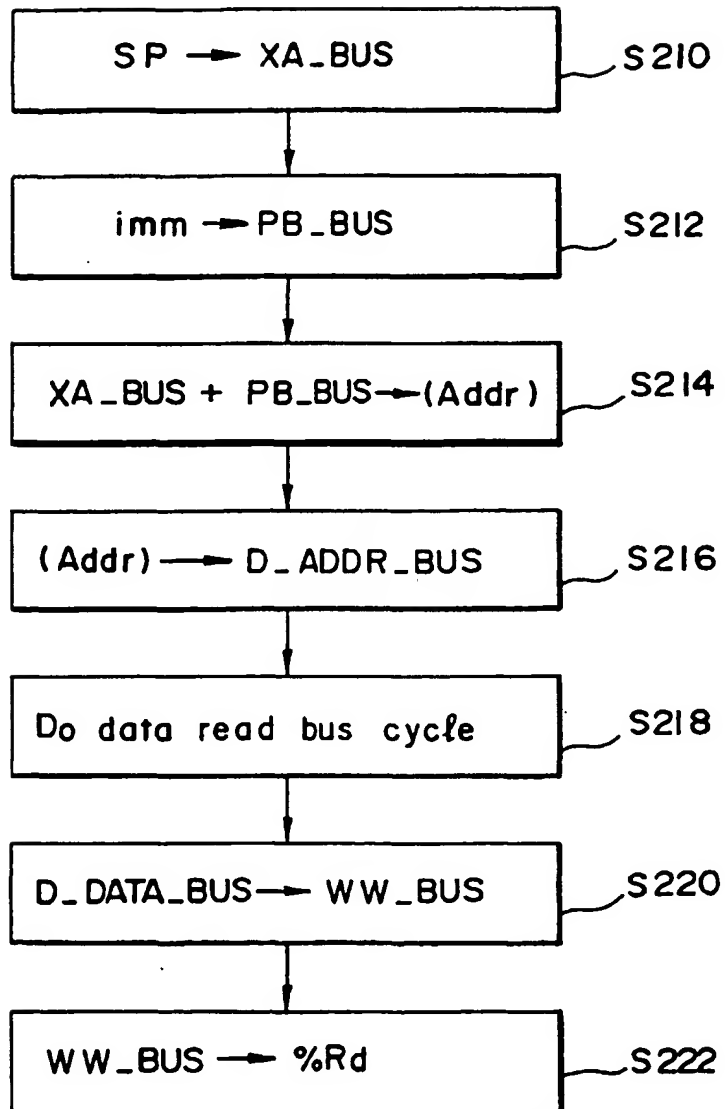 SP → XA_BUS S210
imm → PB_BUS S212
XA_BUS + PB_BUS → (Addr) S214
(Addr) → D_ADDR_BUS S216
Do data read bus cycle S218
D_DATA_BUS → WW_BUS S220
WW_BUS → %Rd S222